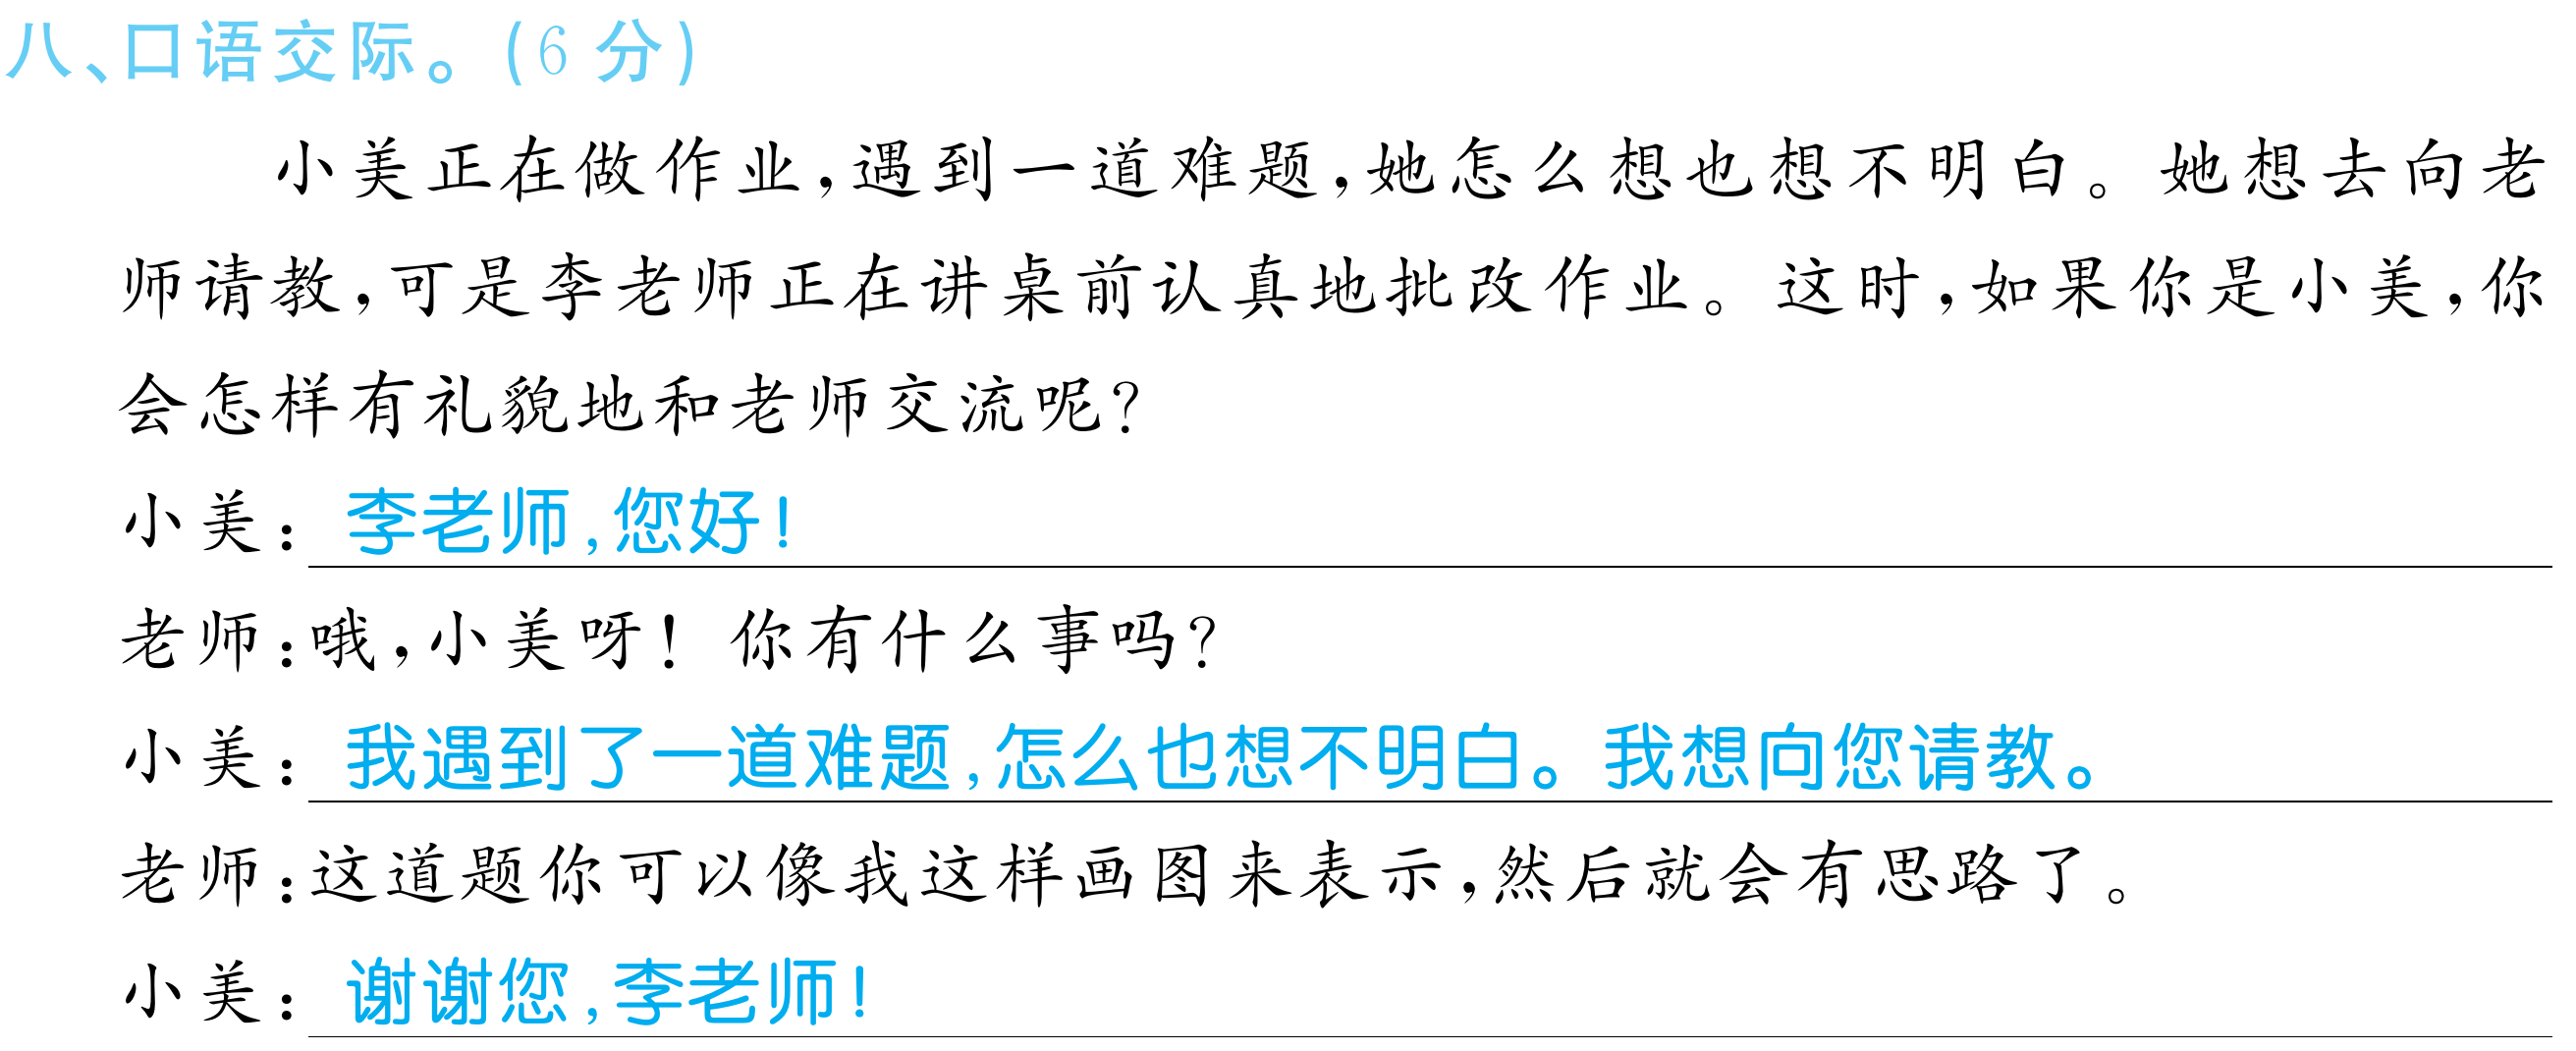 八、口语交际。(6 分)
小美正在做作业,遇到一道难题,她怎么想也想不明白。她想去向老
师请教,可是李老师正在讲桌前认真地批改作业。这时,如果你是小美,你
会怎样有礼貌地和老师交流呢?
小美:李老师,您好!
老师:哦,小美呀!你有什么事吗?
小美:我遇到了一道难题,怎么也想不明白。我想向您请教。
老师:这道题你可以像我这样画图来表示,然后就会有思路了。
小美:谢谢您,李老师!